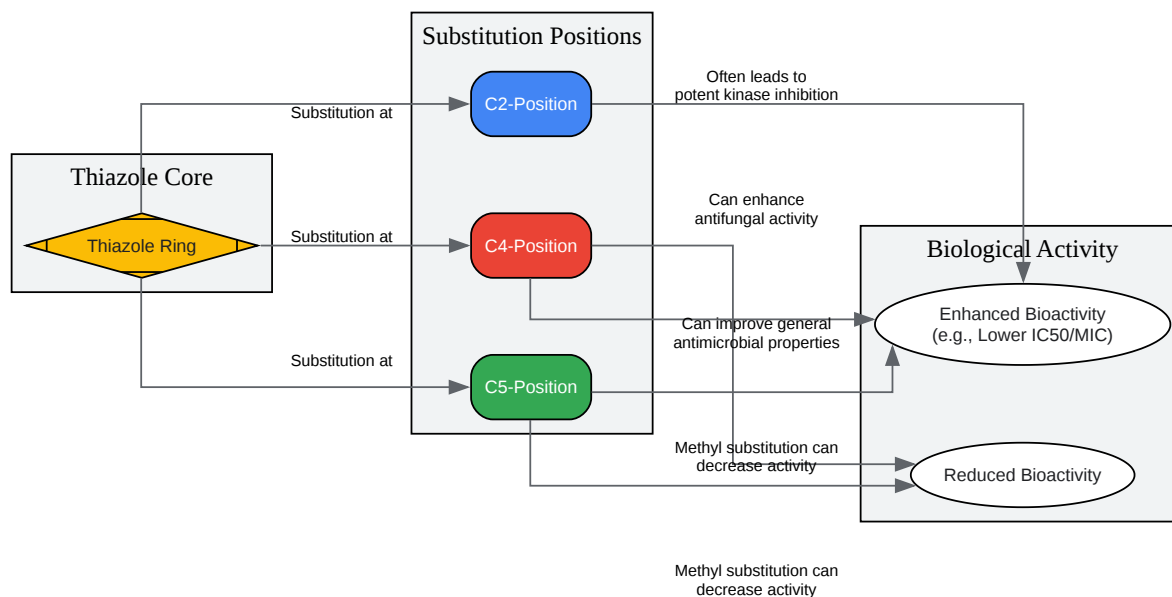 Substitution Positions
Thiazole Core
Thiazole Ring
Substitution at
Substitution at
Substitution at
C2-Position
C4-Position
C5-Position
Often leads to
potent kinase inhibition
Can enhance
antifungal activity
Can improve general
antimicrobial properties
Methyl substitution can
decrease activity
Methyl substitution can
decrease activity
Biological Activity
Enhanced Bioactivity
(e.g., Lower IC50/MIC)
Reduced Bioactivity